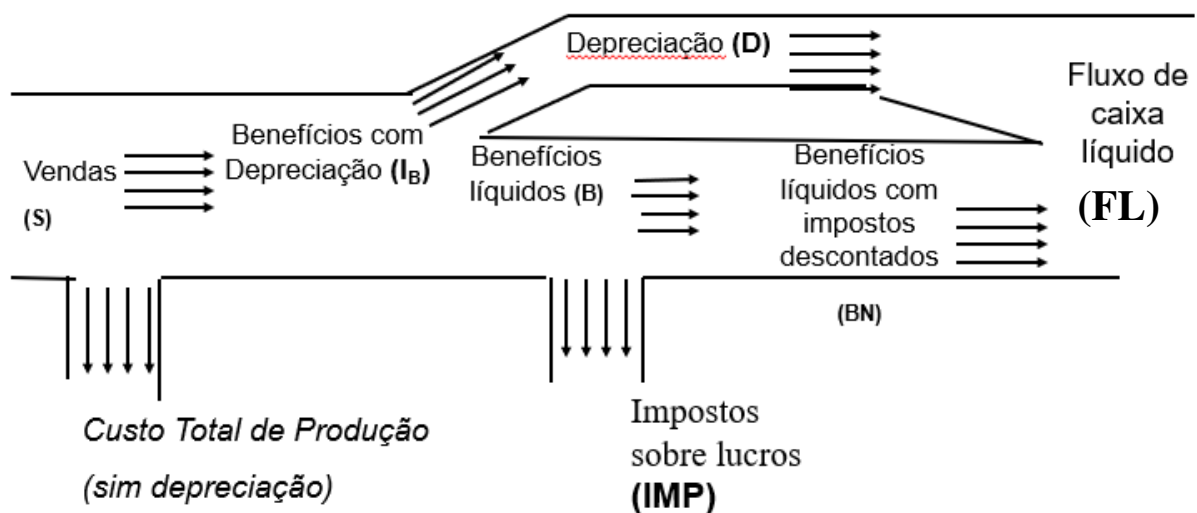 Depreciação (D)
Fluxo de
caixa
líquido
(FL)
Benefícios com
Depreciação (I_B)
Vendas
(S)
Benefícios
líquidos (B)
Benefícios
líquidos com
impostos
descontados
(BN)
Custo Total de Produção
(sim depreciação)
Impostos
sobre lucros
(IMP)